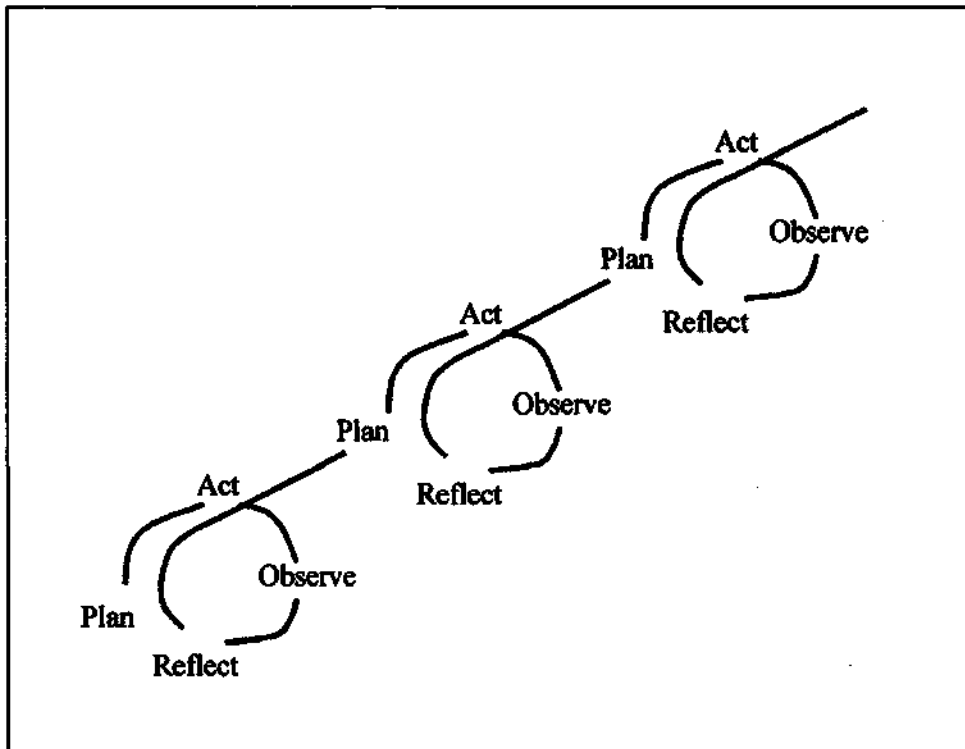 Act
Observe
Plan
Reflect
Act
Observe
Plan
Reflect
Act
Observe
Plan
Reflect